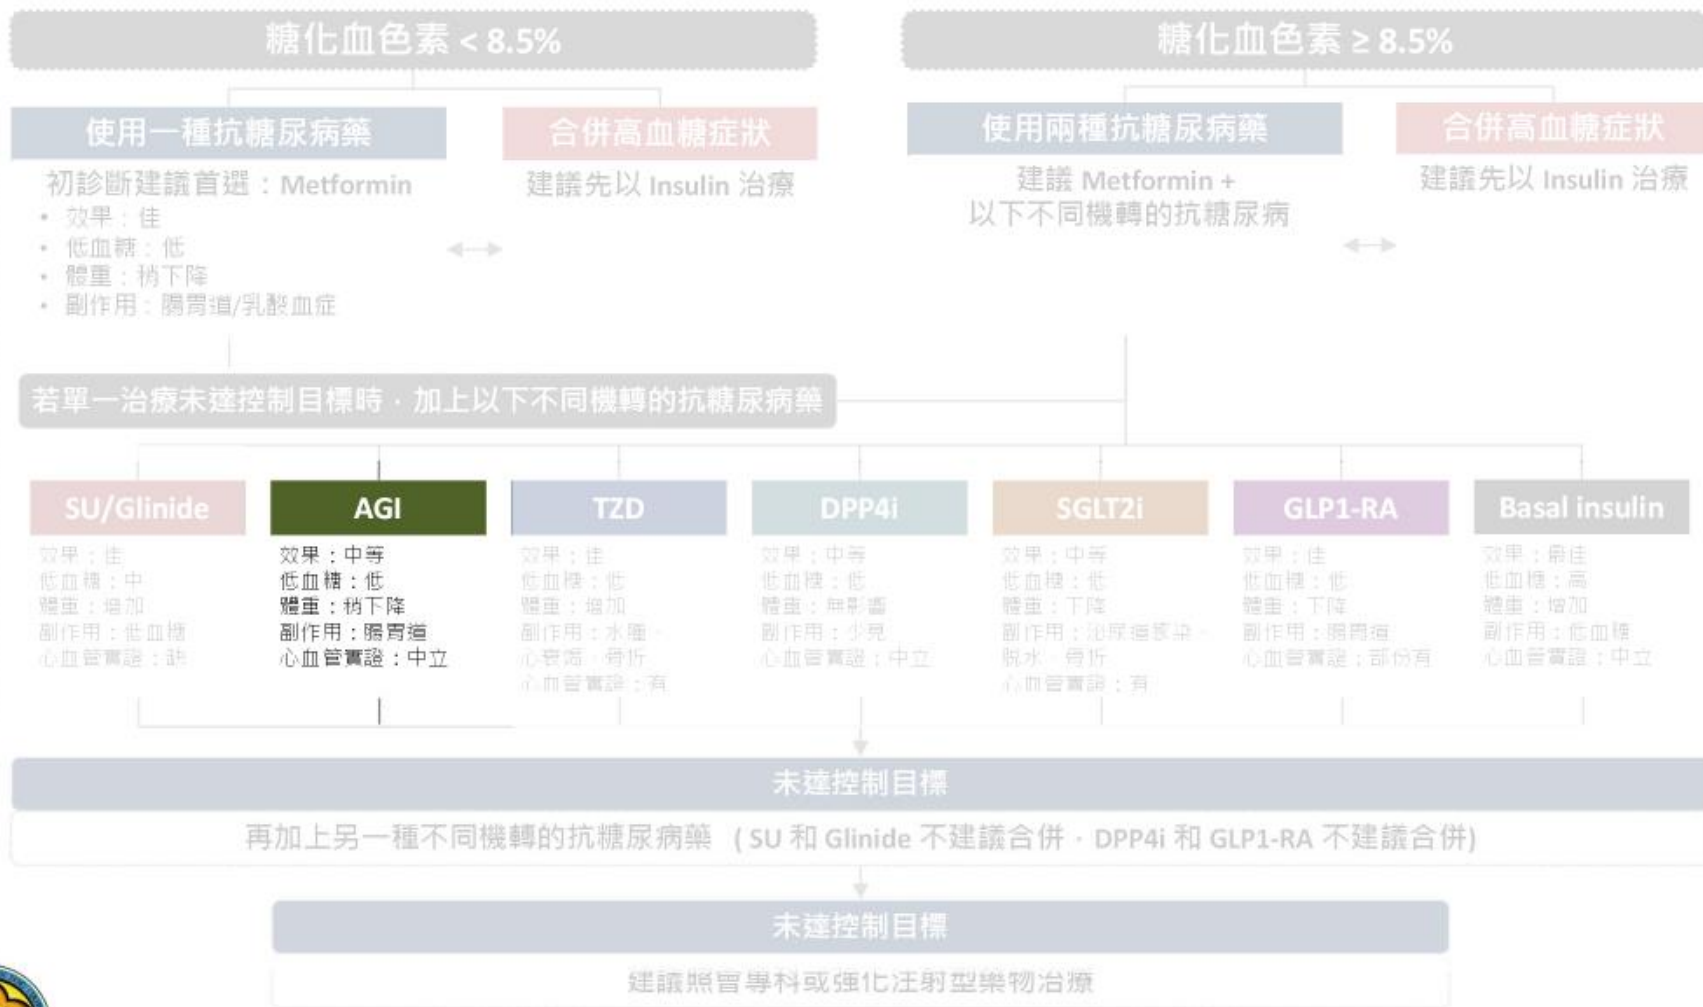 糖化血色素 < 8.5%
糖化血色素 ≥ 8.5%
使用一種抗糖尿病藥
合併高血糖症狀
使用兩種抗糖尿病藥
合併高血糖症狀
初診斷建議首選：Metformin
• 效果：佳
• 低血糖：低
• 體重：稍下降
• 副作用：腸胃道/乳酸血症
建議先以 Insulin 治療
建議 Metformin +
以下不同機轉的抗糖尿病
建議先以 Insulin 治療
若單一治療未達控制目標時，加上以下不同機轉的抗糖尿病藥
SU/Glinide
效果：佳
低血糖：中
體重：增加
副作用：低血糖
心血管實證：缺
AGI
效果：中等
低血糖：低
體重：稍下降
副作用：腸胃道
心血管實證：中立
TZD
效果：佳
低血糖：低
體重：增加
副作用：水腫、
心衰竭、骨折
心血管實證：有
DPP4i
效果：中等
低血糖：低
體重：無影響
副作用：少見
心血管實證：中立
SGLT2i
效果：中等
低血糖：低
體重：下降
副作用：泌尿道感染、
脫水、骨折
心血管實證：有
GLP1-RA
效果：佳
低血糖：低
體重：下降
副作用：腸胃道
心血管實證：部份有
Basal insulin
效果：最佳
低血糖：高
體重：增加
副作用：低血糖
心血管實證：中立
未達控制目標
再加上另一種不同機轉的抗糖尿病藥 ( SU 和 Glinide 不建議合併，DPP4i 和 GLP1-RA 不建議合併)
未達控制目標
建議照會專科或強化注射型藥物治療